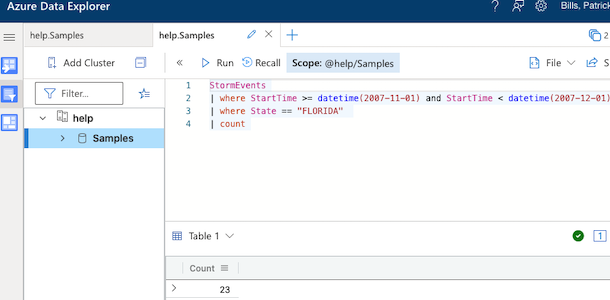 Azure Data Explorer
? Bills, Patrick
help.Samples
help.Samples
2
Add Cluster
Run
Recall
Scope: @help/Samples
File
S
Filter...
help
Samples
1 StormEvents
2 | where StartTime >= datetime(2007-11-01) and StartTime < datetime(2007-12-01)
3 | where State == "FLORIDA"
4 | count
Table 1
1
Count
23